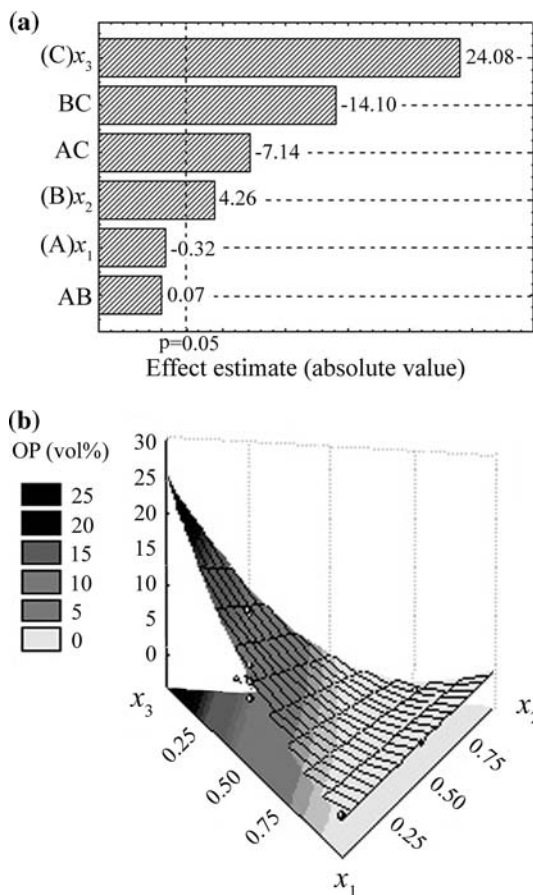 (a)
(C)x₃ 24.08
BC -14.10
AC -7.14
(B)x₂ 4.26
(A)x₁ -0.32
AB 0.07
p=0.05
Effect estimate (absolute value)
(b)
OP (vol%)
25
20
15
10
5
0
30
25
20
15
10
5
0
x₃
0.25
0.50
0.75
x₁
0.25
0.50
0.75